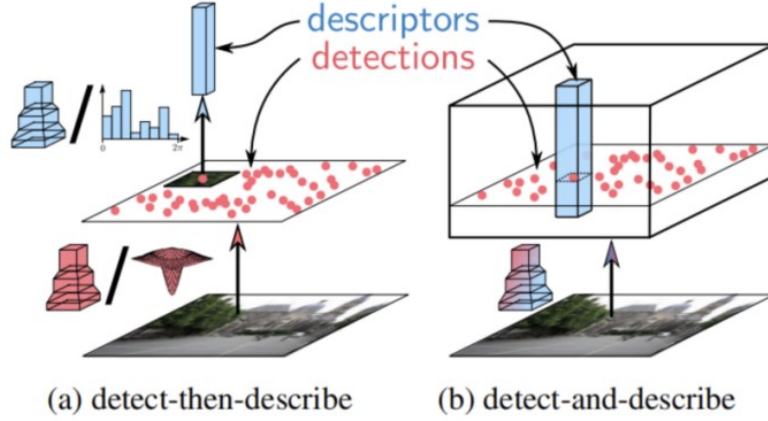 descriptors
detections
0
2π
(a) detect-then-describe
(b) detect-and-describe